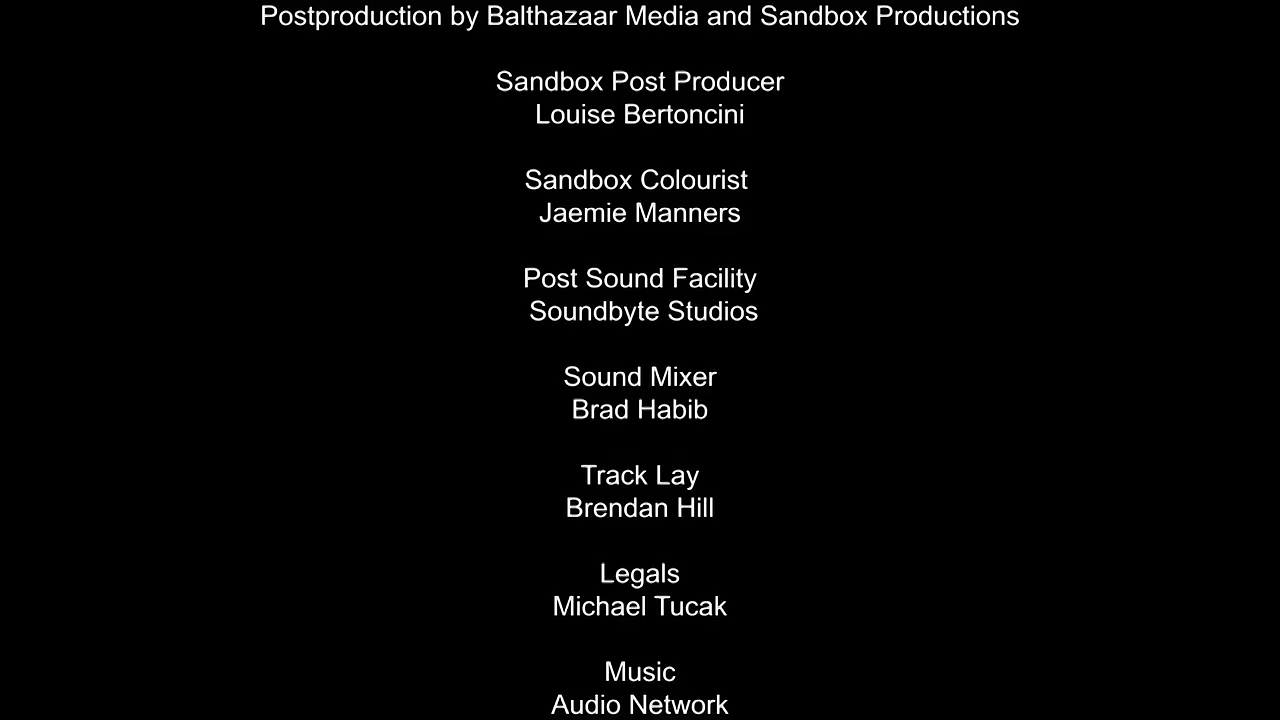 Postproduction by Balthazaar Media and Sandbox Productions
Sandbox Post Producer
Louise Bertoncini
Sandbox Colourist
Jaemie Manners
Post Sound Facility
Soundbyte Studios
Sound Mixer
Brad Habib
Track Lay
Brendan Hill
Legals
Michael Tucak
Music
Audio Network